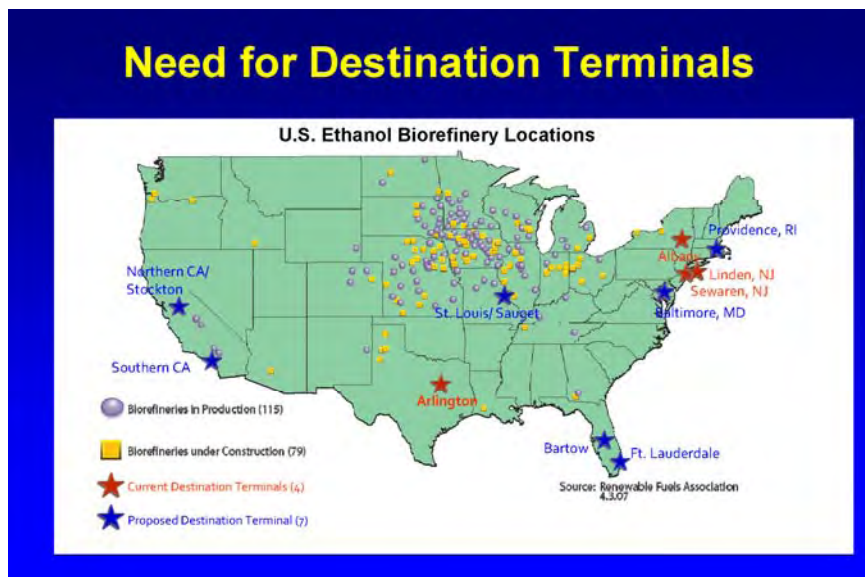 Need for Destination Terminals
U.S. Ethanol Biorefinery Locations
Providence, RI
Albany
Northern CA/
Stockton
Linden, NJ
Sewaren, NJ
St. Louis/ Sauget
Baltimore, MD
Southern CA
Arlington
Biorefineries in Production (115)
Bartow
Ft. Lauderdale
Biorefineries under Construction (79)
Current Destination Terminals (4)
Source: Renewable Fuels Association
4.3.07
Proposed Destination Terminal (7)